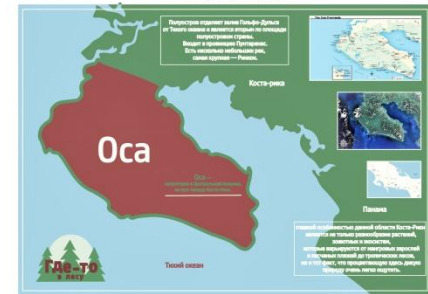 Полуостров отделяет залив Гольфо-Дульсе
от Тихого океана и является вторым по площади
полуостровом страны.
Входит в провинцию Пунтаренас.
Есть несколько небольших рек,
самая крупная — Ринкон.
Коста-рика
Оса
Оса —
Панама
главной особенностью данной области Коста-Рики
является не только разнообразие растений,
животных и экосистем,
которые варьируются от мангровых зарослей
и песчаных пляжей до тропических лесов,
но и тот факт, что процветающую здесь дикую
природу очень легко ощутить.
Тихий океан
Где-то
в лесу